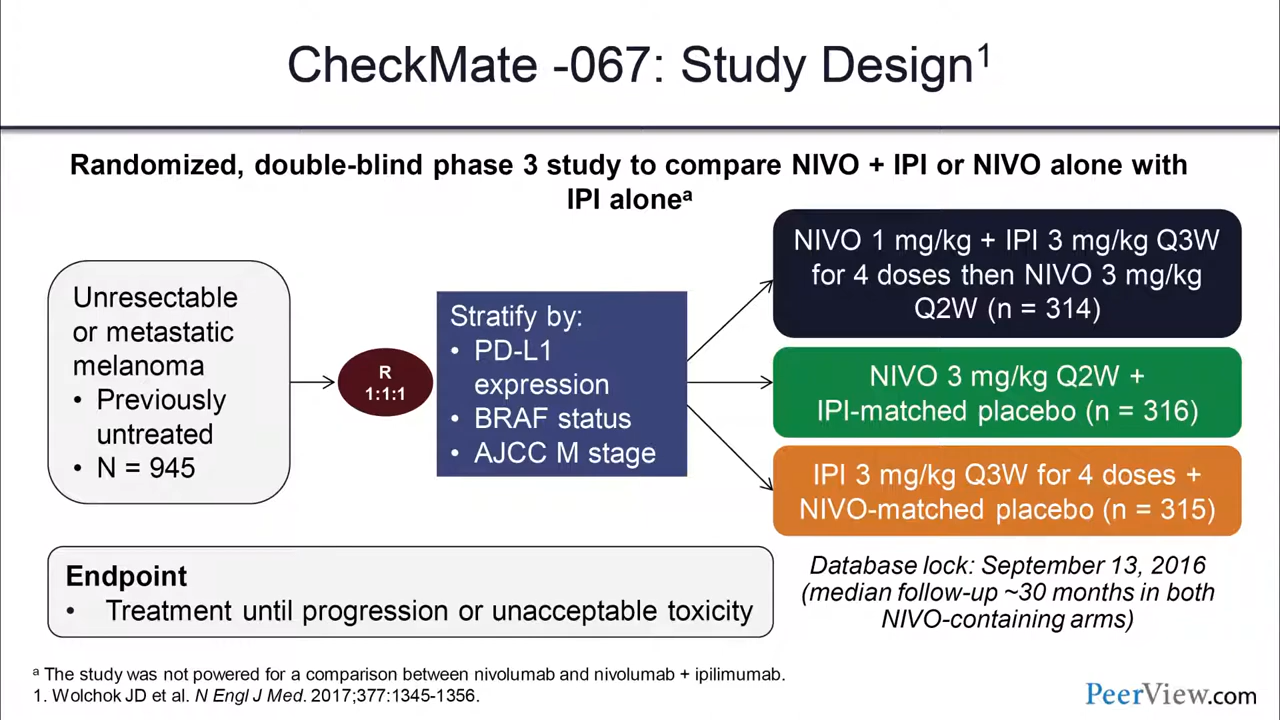 CheckMate -067: Study Design¹
Randomized, double-blind phase 3 study to compare NIVO + IPI or NIVO alone with
IPI aloneᵃ
Unresectable
or metastatic
melanoma
• Previously
untreated
• N = 945
R
1:1:1
Stratify by:
• PD-L1
expression
• BRAF status
• AJCC M stage
NIVO 1 mg/kg + IPI 3 mg/kg Q3W
for 4 doses then NIVO 3 mg/kg
Q2W (n = 314)
NIVO 3 mg/kg Q2W +
IPI-matched placebo (n = 316)
IPI 3 mg/kg Q3W for 4 doses +
NIVO-matched placebo (n = 315)
Endpoint
• Treatment until progression or unacceptable toxicity
Database lock: September 13, 2016
(median follow-up ~30 months in both
NIVO-containing arms)
ᵃ The study was not powered for a comparison between nivolumab and nivolumab + ipilimumab.
1. Wolchok JD et al. N Engl J Med. 2017;377:1345-1356.
PeerView.com